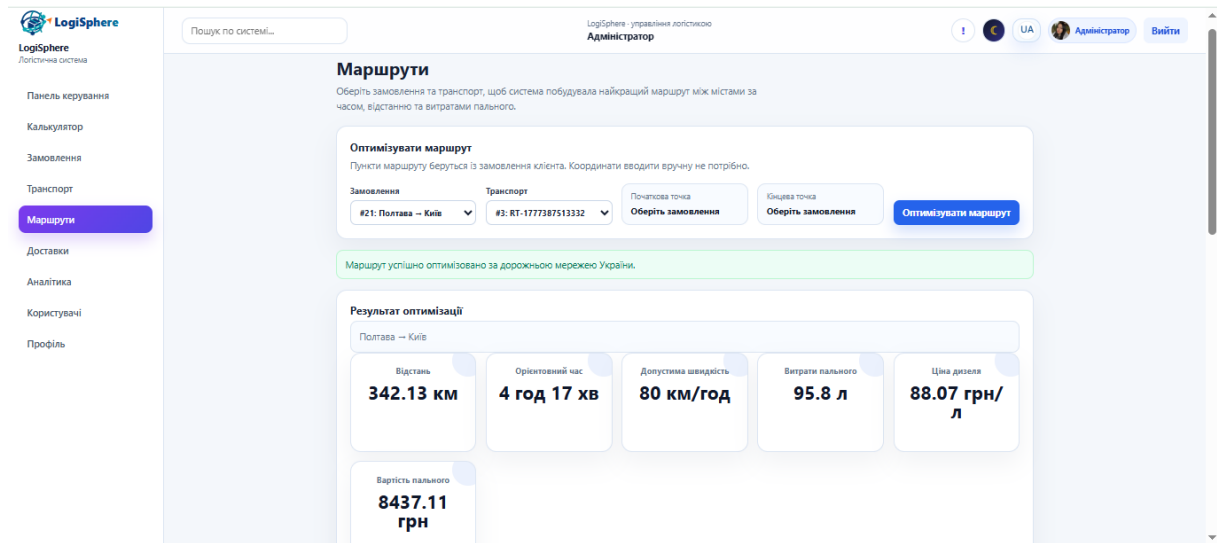 LogiSphere
LogiSphere
Логістична система
Панель керування
Калькулятор
Замовлення
Транспорт
Маршрути
Доставки
Аналітика
Користувачі
Профіль
Пошук по системі...
LogiSphere · управління логістикою
Адміністратор
!
UA
Адміністратор
Вийти
Маршрути
Оберіть замовлення та транспорт, щоб система побудувала найкращий маршрут між містами за
часом, відстанню та витратами пального.
Оптимізувати маршрут
Пункти маршруту беруться із замовлення клієнта. Координати вводити вручну не потрібно.
Замовлення
#21: Полтава → Київ
Транспорт
#3: RT-1777387513332
Початкова точка
Оберіть замовлення
Кінцева точка
Оберіть замовлення
Оптимізувати маршрут
Маршрут успішно оптимізовано за дорожньою мережею України.
Результат оптимізації
Полтава → Київ
Відстань
342.13 км
Орієнтовний час
4 год 17 хв
Допустима швидкість
80 км/год
Витрати пального
95.8 л
Ціна дизеля
88.07 грн/
л
Вартість пального
8437.11
грн